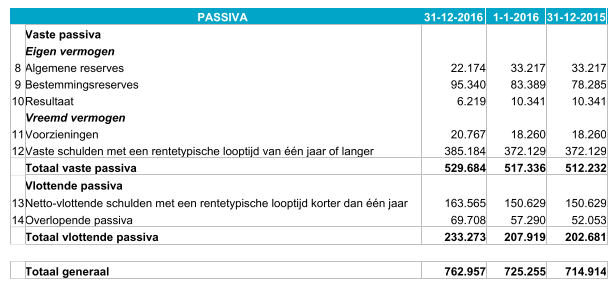 PASSIVA 31-12-2016 1-1-2016 31-12-2015
Vaste passiva
Eigen vermogen
8 Algemene reserves 22.174 33.217 33.217
9 Bestemmingsreserves 95.340 83.389 78.285
10 Resultaat 6.219 10.341 10.341
Vreemd vermogen
11 Voorzieningen 20.767 18.260 18.260
12 Vaste schulden met een rentetypische looptijd van één jaar of langer 385.184 372.129 372.129
Totaal vaste passiva 529.684 517.336 512.232
Vlottende passiva
13 Netto-vlottende schulden met een rentetypische looptijd korter dan één jaar 163.565 150.629 150.629
14 Overlopende passiva 69.708 57.290 52.053
Totaal vlottende passiva 233.273 207.919 202.681
Totaal generaal 762.957 725.255 714.914